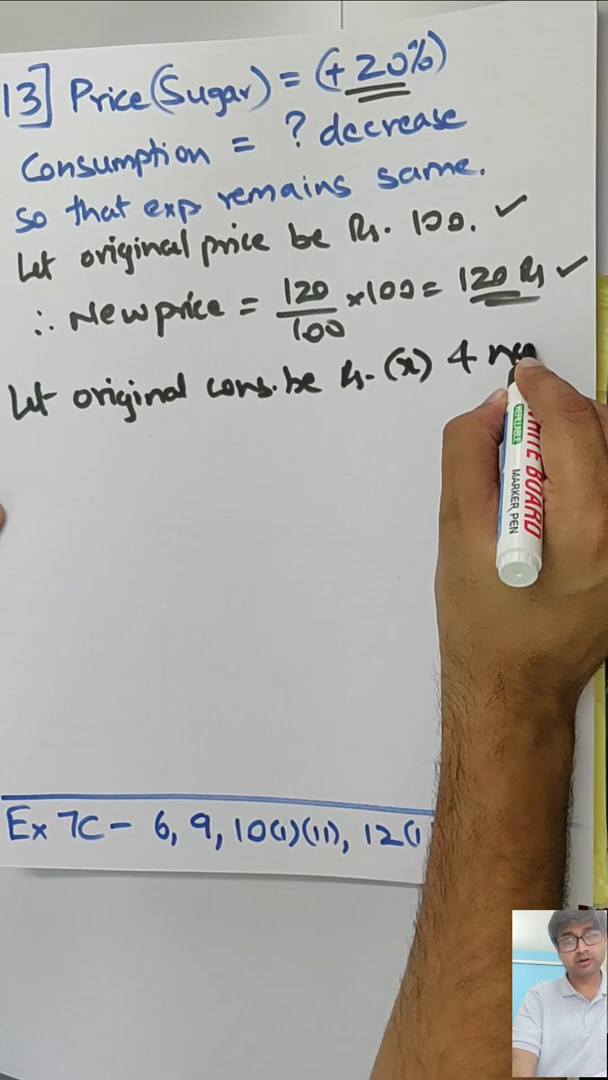 13] Price(Sugar) = (+20%)
Consumption = ? decrease
so that exp remains same.
Let original price be Rs. 100. ✓
∴ New price = 120/100 ×100 = 120 Rs ✓
Let original cons. be Rs. (x) &
WHITE BOARD
MARKER PEN
REFILLABLE
Ex 7C - 6, 9, 10(i)(ii), 12(i